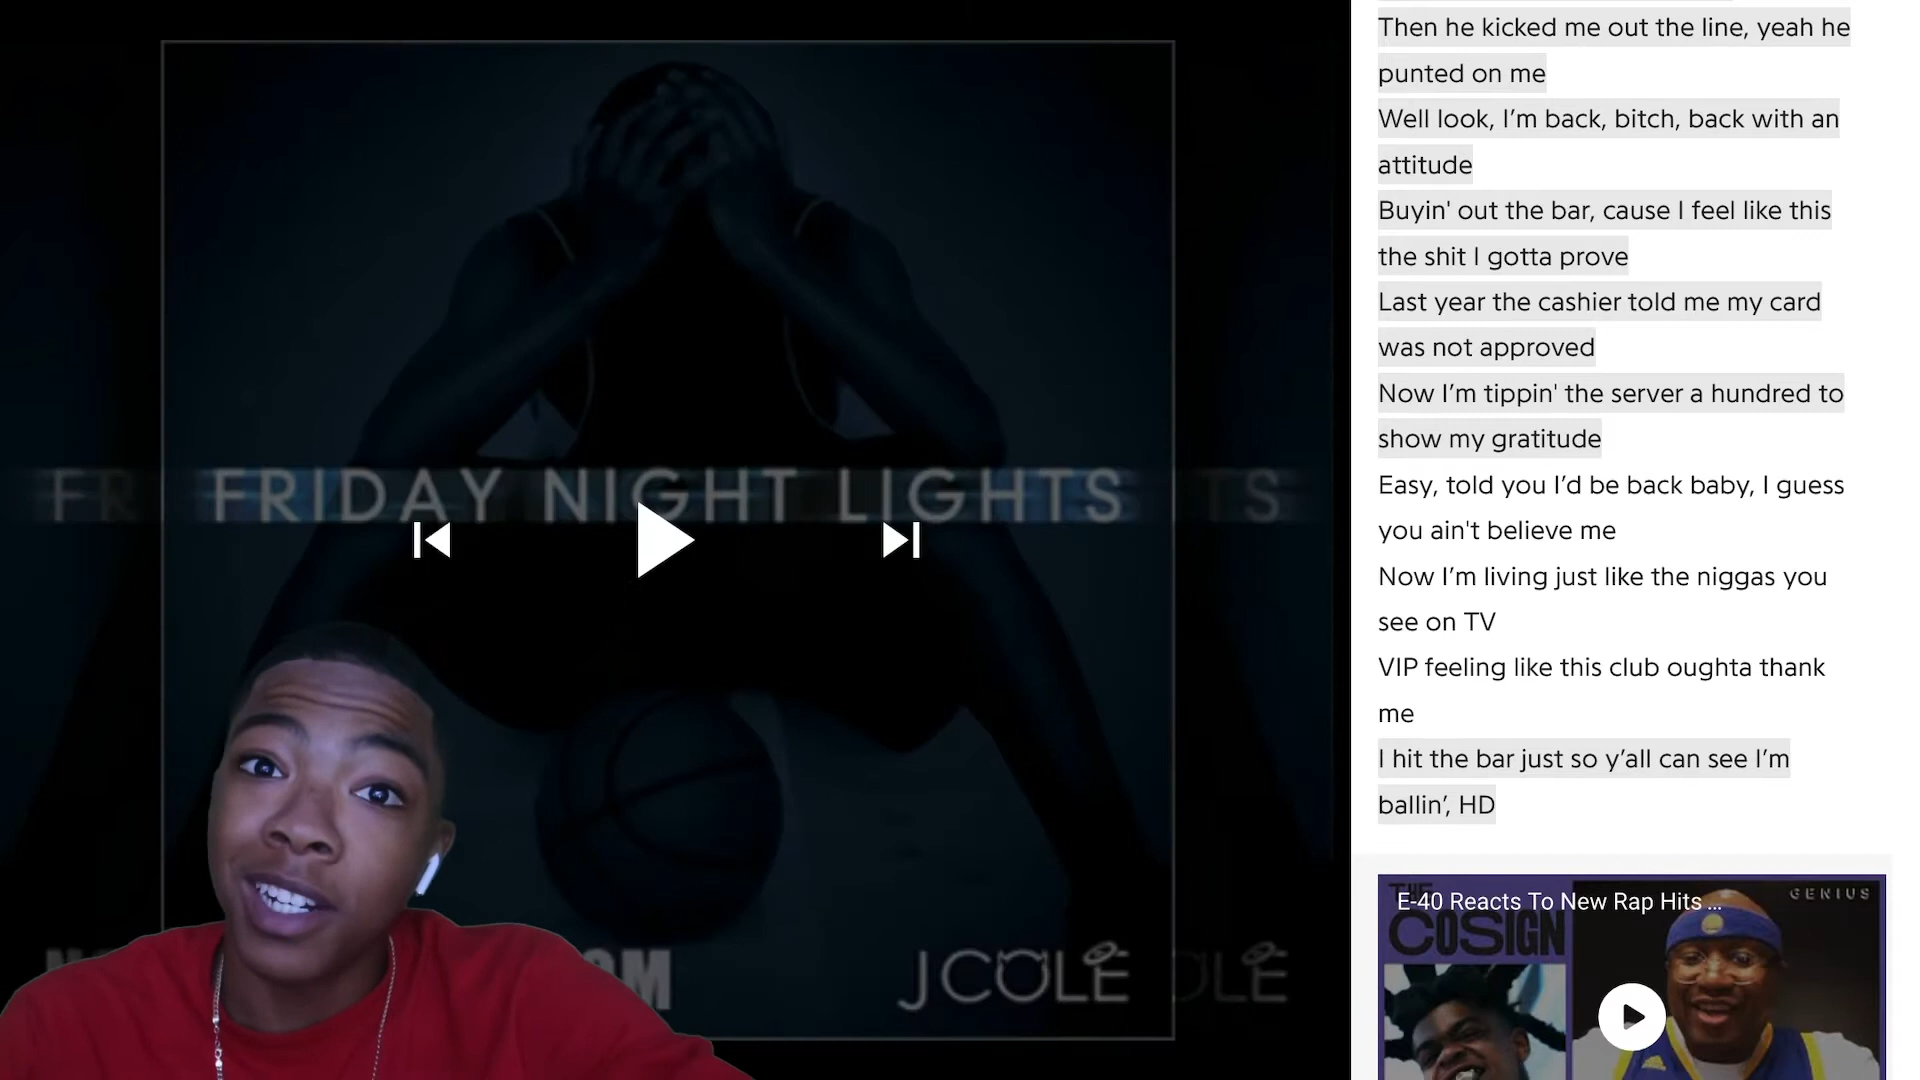 Then he kicked me out the line, yeah he
punted on me
Well look, I’m back, bitch, back with an
attitude
Buyin' out the bar, cause I feel like this
the shit I gotta prove
Last year the cashier told me my card
was not approved
Now I’m tippin' the server a hundred to
show my gratitude
Easy, told you I’d be back baby, I guess
you ain't believe me
Now I’m living just like the niggas you
see on TV
VIP feeling like this club oughta thank
me
I hit the bar just so y’all can see I’m
ballin’, HD
FR FRIDAY NIGHT LIGHTS TS
J COLE OLE
E-40 Reacts To New Rap Hits ...
GENIUS
THE
COSIGN